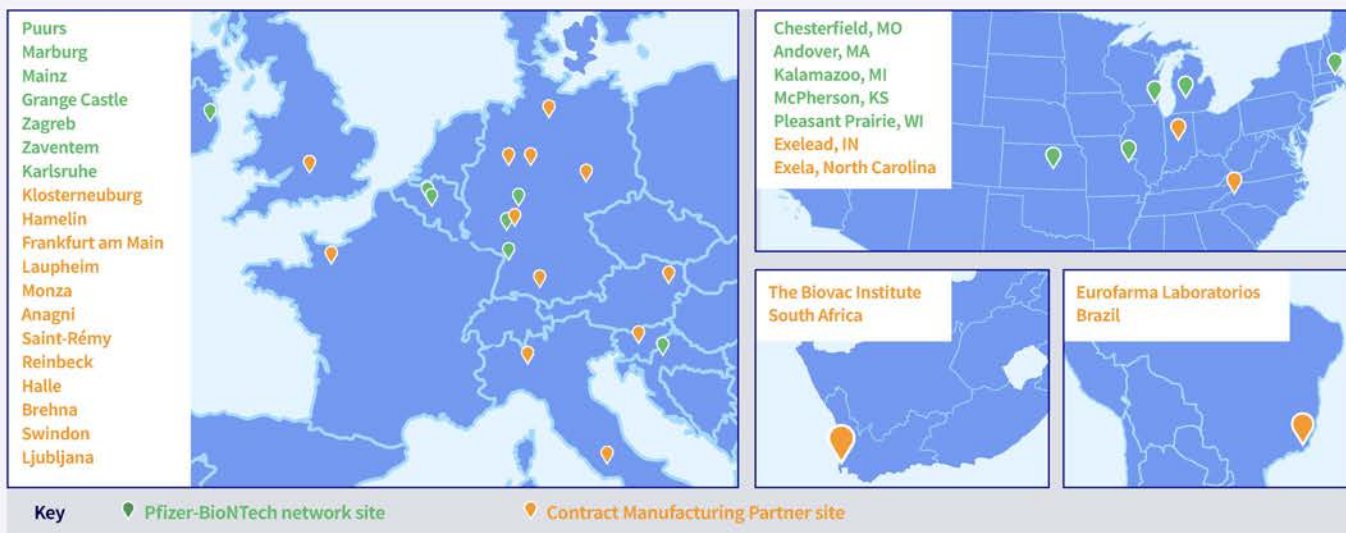 Puurs
Marburg
Mainz
Grange Castle
Zagreb
Zaventem
Karlsruhe
Klosterneuburg
Hamelin
Frankfurt am Main
Laupheim
Monza
Anagni
Saint-Rémy
Reinbeck
Halle
Brehna
Swindon
Ljubljana
Chesterfield, MO
Andover, MA
Kalamazoo, MI
McPherson, KS
Pleasant Prairie, WI
Exelead, IN
Exela, North Carolina
The Biovac Institute
South Africa
Eurofarma Laboratorios
Brazil
Key
Pfizer-BioNTech network site
Contract Manufacturing Partner site